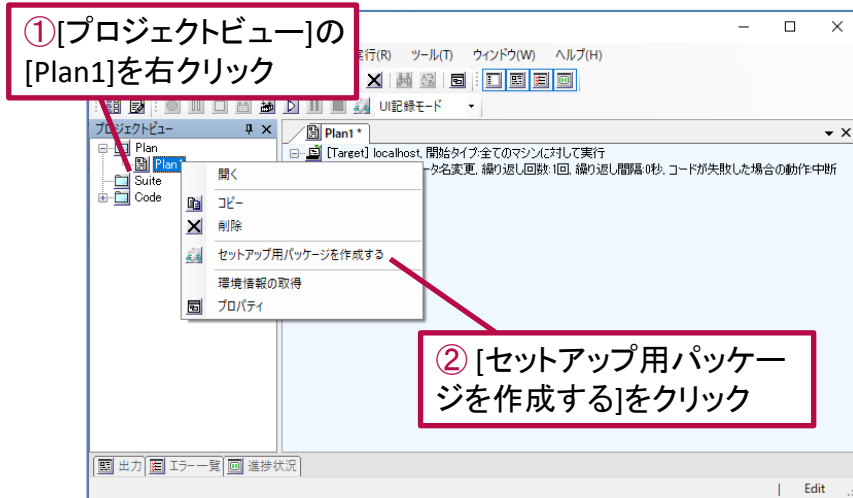 ①[プロジェクトビュー]の
[Plan1]を右クリック
実行(R) ツール(T) ウィンドウ(W) ヘルプ(H)
UI記録モード
プロジェクトビュー
Plan1 *
Plan
Plan1
Suite
Code
[Target] localhost, 開始タイプ:全てのマシンに対して実行
ータ名変更, 繰り返し回数:1回, 繰り返し間隔:0秒, コードが失敗した場合の動作:中断
開く
コピー
削除
セットアップ用パッケージを作成する
環境情報の取得
プロパティ
② [セットアップ用パッケー
ジを作成する]をクリック
出力 エラー一覧 進捗状況
Edit